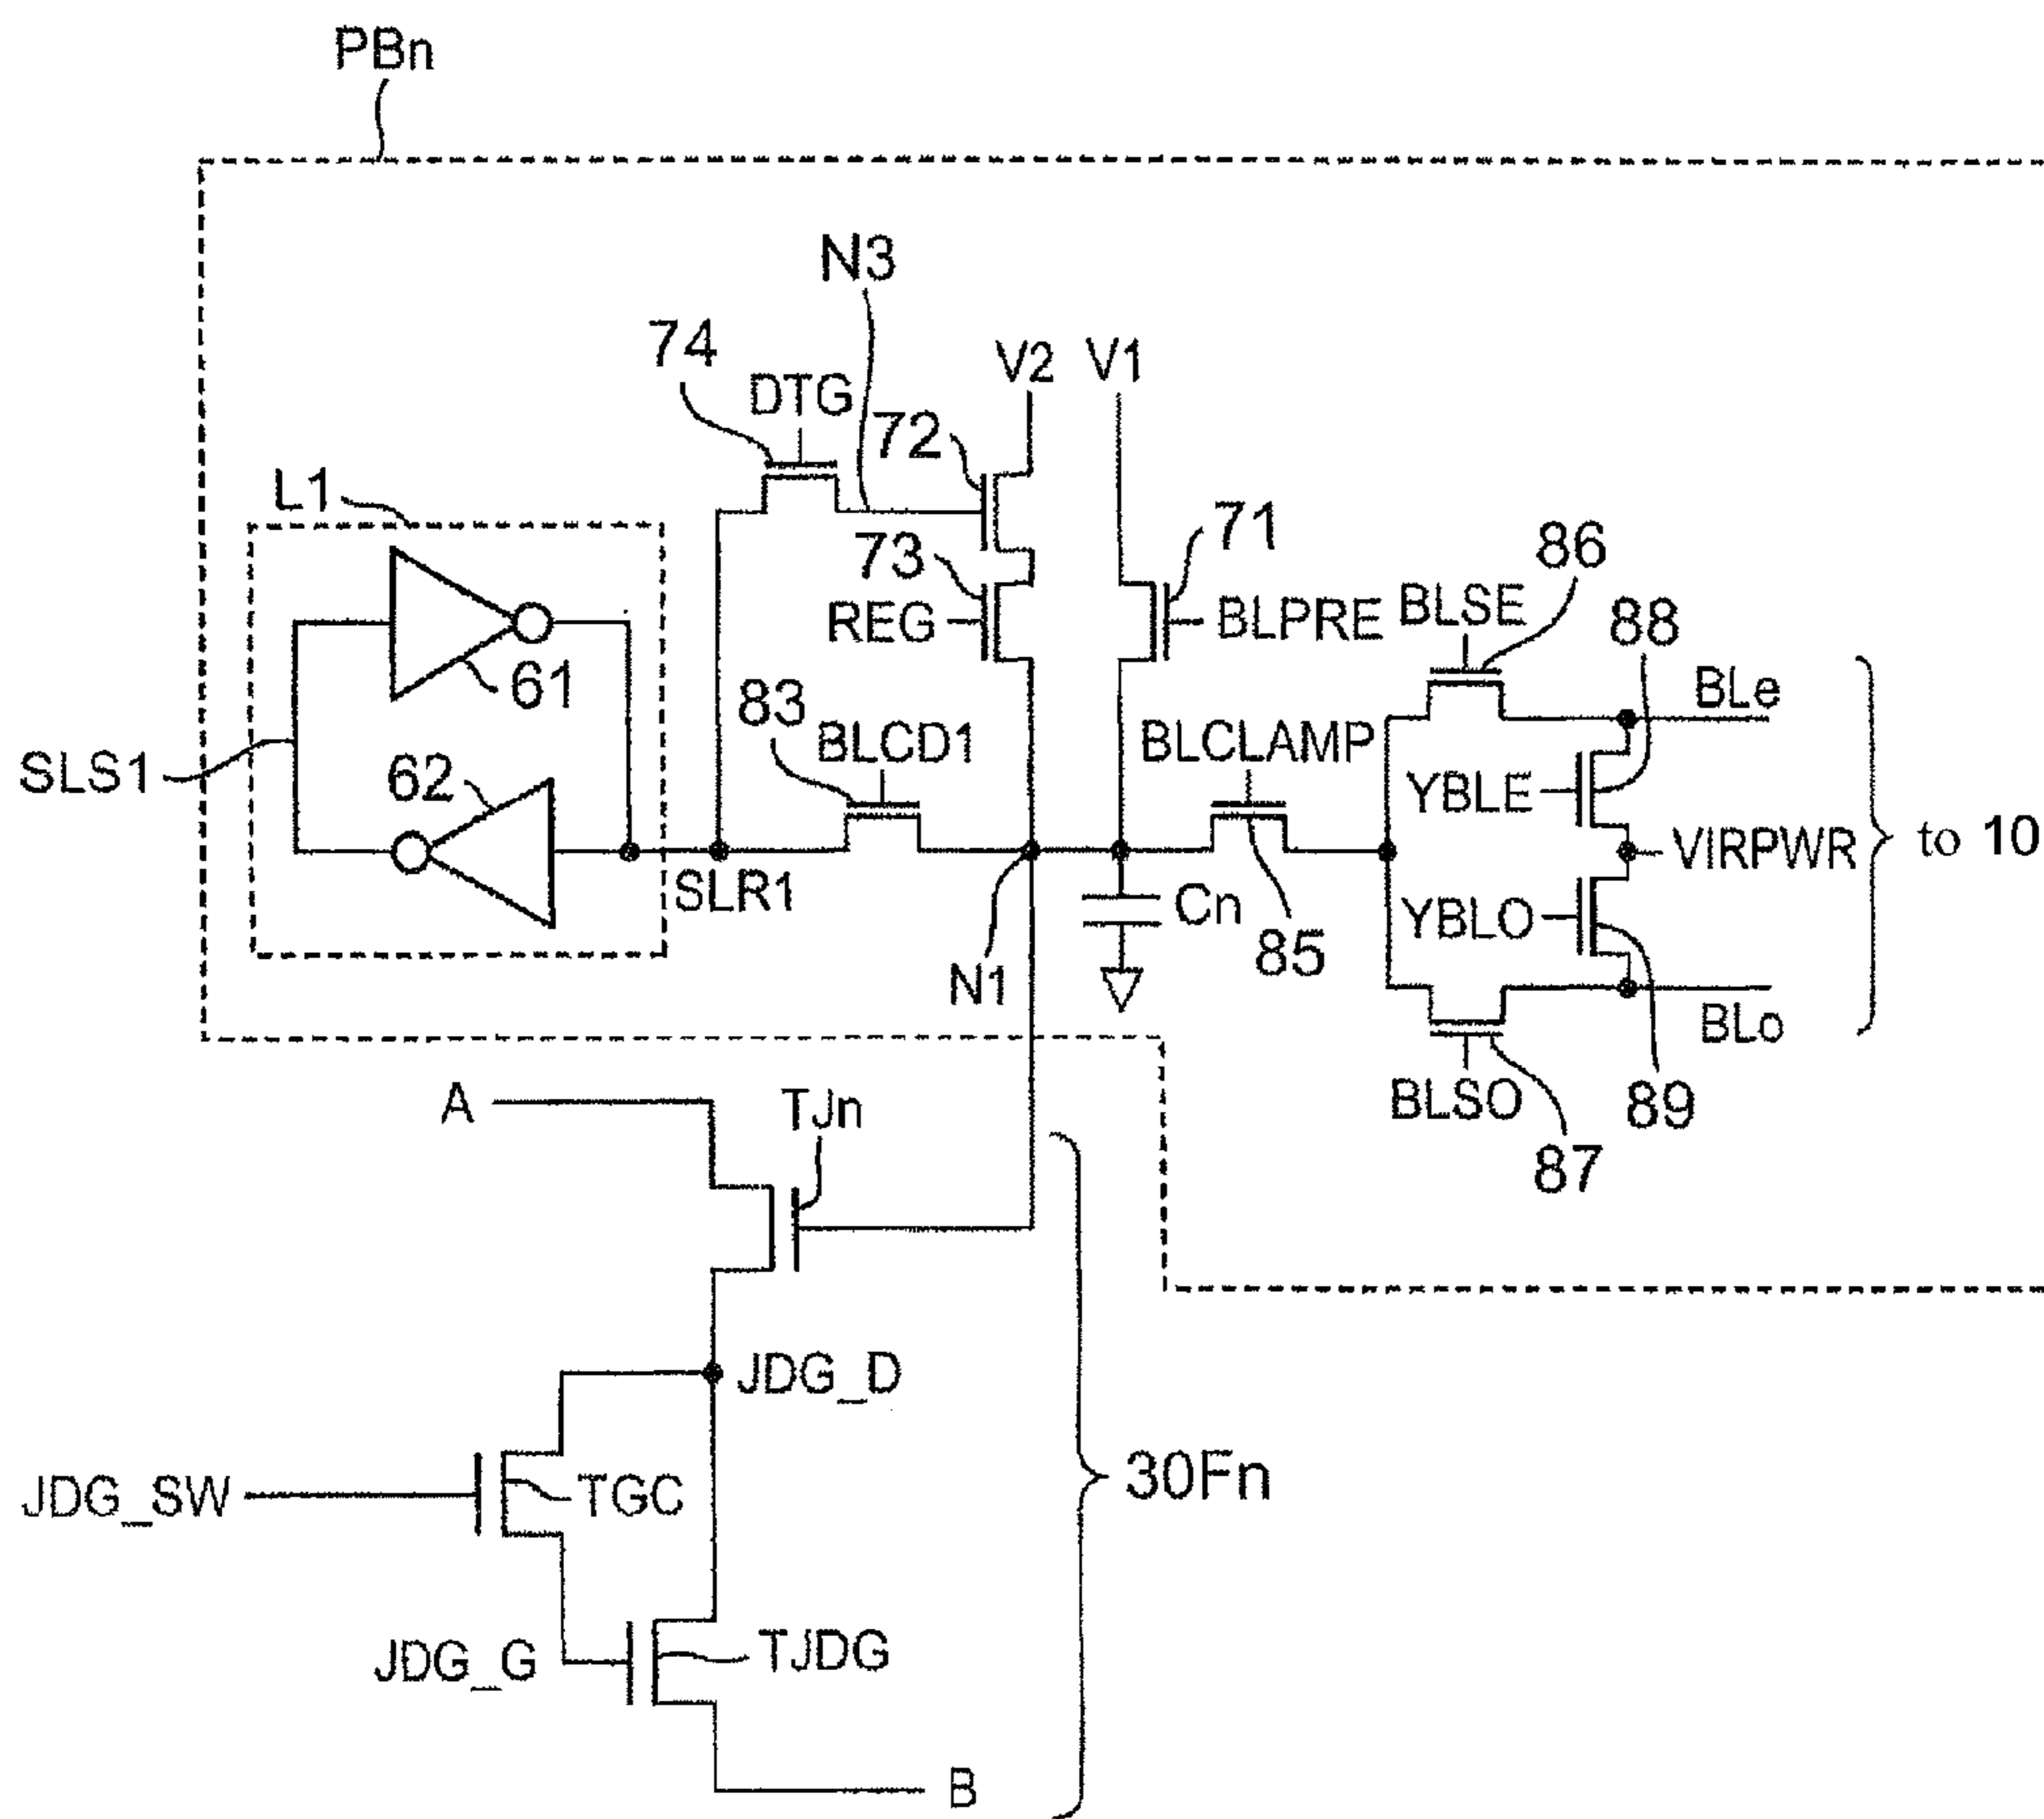 PBn
N3
74
DTG
V2
V1
72
L1
73
71
86
REG
BLPRE
BLSE
88
61
BLe
83
BLCD1
BLCLAMP
SLS1
62
YBLE
VIRPWR
to 10
SLR1
Cn
YBLO
85
N1
BLo
A
TJn
BLSO
89
87
JDG_D
30Fn
JDG_SW
TGC
JDG_G
TJDG
B